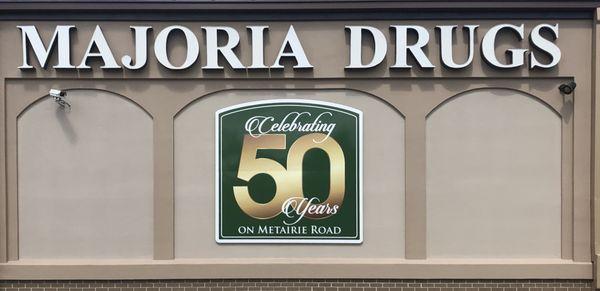 MAJORIA DRUGS
Celebrating
50
Years
ON METAIRIE ROAD